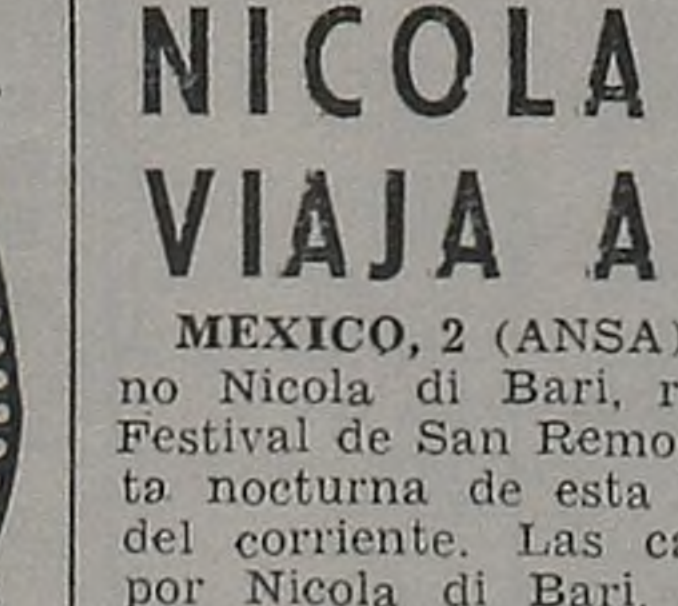 NICOLA
VIAJA A
MEXICO, 2 (ANSA)
no Nicola di Bari, r
Festival de San Remo
ta nocturna de esta
del corriente. Las ca
por Nicola di Bari